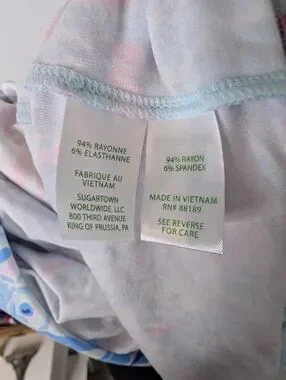 94% RAYONNE
6% ELASTHANNE
FABRIQUE AU
VIETNAM
SUGARTOWN
WORLDWIDE, LLC
800 THIRD AVENUE
KING OF PRUSSIA, PA
94% RAYON
6% SPANDEX
MADE IN VIETNAM
RN# 88189
SEE REVERSE
FOR CARE